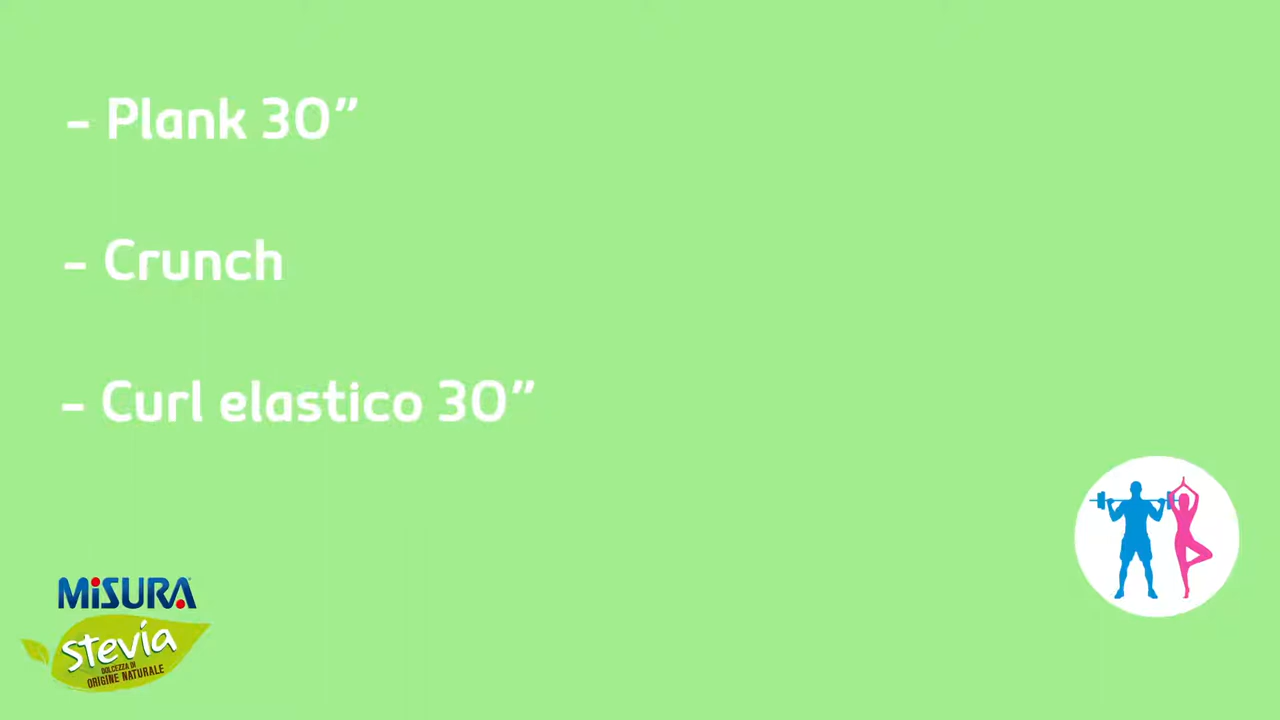 - Plank 30”
- Crunch
- Curl elastico 30”
MiSURA
stevia
DOLCEZZA DI
ORIGINE NATURALE